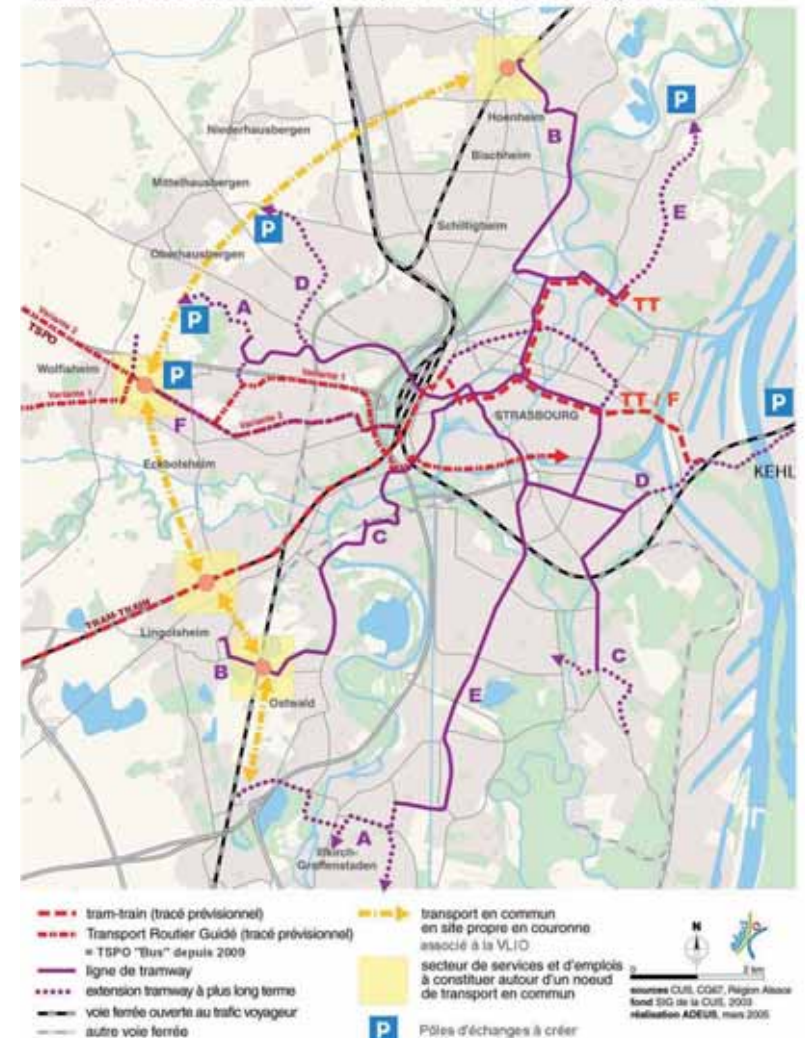 P
Hoenheim
B
Niederhausbergen
Bischheim
Mittelhausbergen
E
P
Schiltigheim
Oberhausbergen
D
A
P
TT
Variante 2
TSPO
Wolfisheim
P
Variante 1
Variante 1
TT / F
P
F
Variante 2
STRASBOURG
Eckbolsheim
KEHL
D
C
TRAM-TRAIN
Lingolsheim
B
C
E
Ostwald
A
Illkirch-
Graffenstaden
tram-train (tracé prévisionnel)
Transport Routier Guidé (tracé prévisionnel)
= TSPO "Bus" depuis 2009
ligne de tramway
extension tramway à plus long terme
voie ferrée ouverte au trafic voyageur
autre voie ferrée
transport en commun
en site propre en couronne
associé à la VLIO
secteur de services et d'emplois
à constituer autour d'un noeud
de transport en commun
P Pôles d'échanges à créer
N
0 2 km
sources CUS, CG67, Région Alsace
fond SIG de la CUS, 2003
réalisation ADEUS, mars 2005